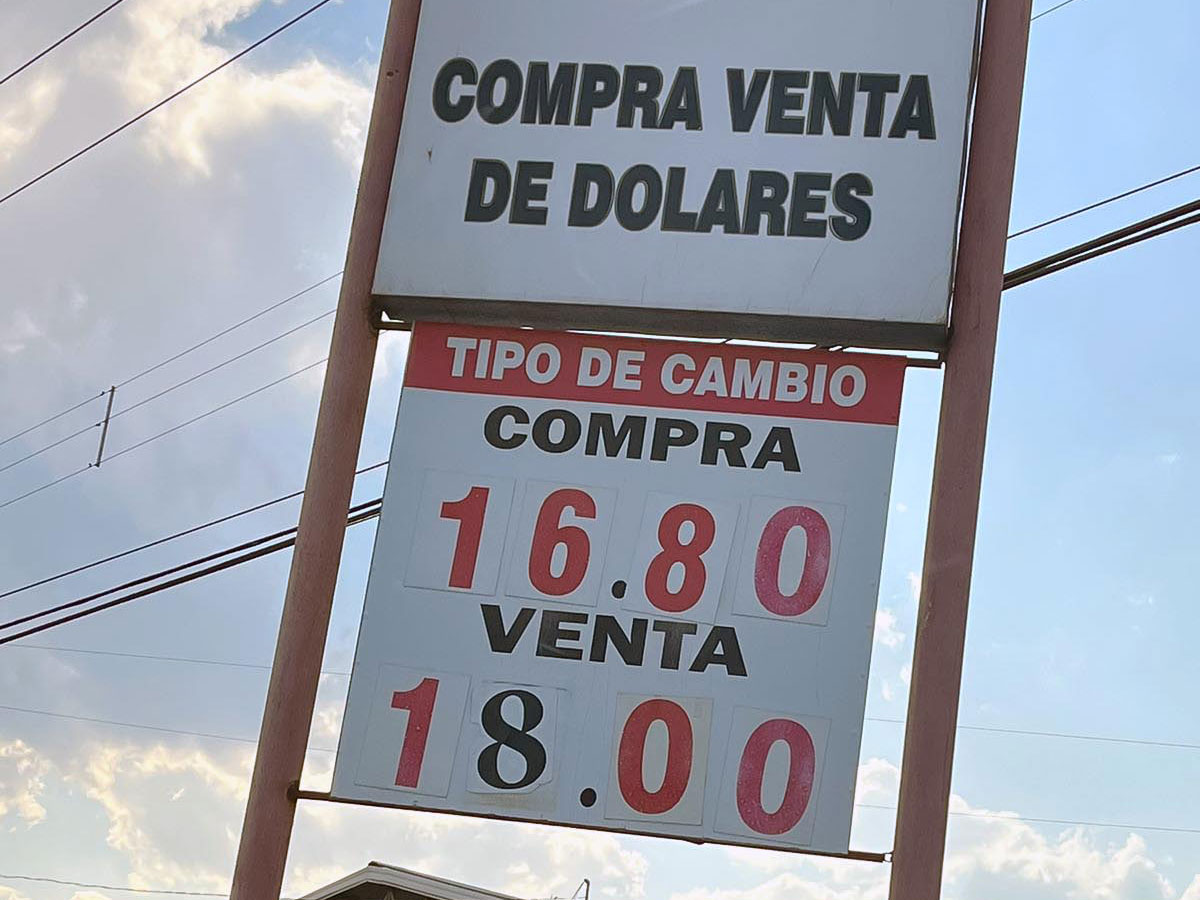 COMPRA VENTA
DE DOLARES
TIPO DE CAMBIO
COMPRA
16.80
VENTA
18.00